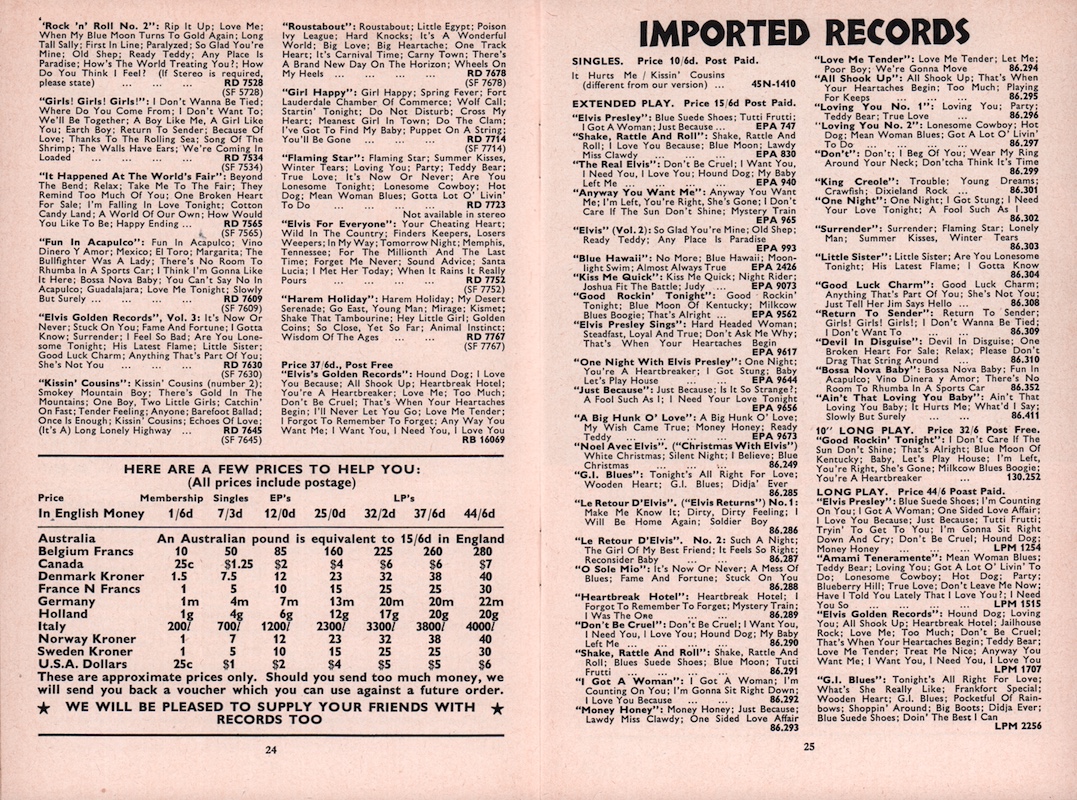 'Rock 'n' Roll No. 2": Rip It Up; Love Me;
When My Blue Moon Turns To Gold Again; Long
Tall Sally; First In Line; Paralyzed; So Glad You're
Mine; Old Shep; Ready Teddy; Any Place Is
Paradise; How's The World Treating You?; How
Do You Think I Feel? (If Stereo is required,
please state) ... ... ... ... RD 7528
(SF 5728)
"Girls! Girls! Girls!": I Don't Wanna Be Tied;
Where Do You Come From; I Don't Want To;
We'll Be Together; A Boy Like Me, A Girl Like
You; Earth Boy; Return To Sender; Because Of
Love; Thanks To The Rolling Sea; Song Of The
Shrimp; The Walls Have Ears; We're Coming In
Loaded ... ... ... ... RD 7534
(SF 7534)
"It Happened At The World's Fair": Beyond
The Bend; Relax; Take Me To The Fair; They
Remind Too Much Of You; One Broken Heart
For Sale; I'm Falling In Love Tonight; Cotton
Candy Land; A World Of Our Own; How Would
You Like To Be; Happy Ending ... RD 7565
(SF 7565)
"Fun In Acapulco": Fun In Acapulco; Vino
Dinero Y Amor; Mexico; El Toro; Margarita; The
Bullfighter Was A Lady; There's No Room To
Rhumba In A Sports Car; I Think I'm Gonna Like
It Here; Bossa Nova Baby; You Can't Say No In
Acapulco; Guadalajara; Love Me Tonight; Slowly
But Surely ... ... ... ... RD 7609
(SF 7609)
"Elvis Golden Records", Vol. 3: It's Now Or
Never; Stuck On You; Fame And Fortune; I Gotta
Know; Surrender; I Feel So Bad; Are You Lone-
some Tonight; His Latest Flame; Little Sister;
Good Luck Charm; Anything That's Part Of You;
She's Not You ... ... ... RD 7630
(SF 7630)
"Kissin' Cousins": Kissin' Cousins (number 2);
Smokey Mountain Boy; There's Gold In The
Mountains; One Boy, Two Little Girls; Catchin'
On Fast; Tender Feeling; Anyone; Barefoot Ballad;
Once Is Enough; Kissin' Cousins; Echoes Of Love;
(It's A) Long Lonely Highway ... RD 7645
(SF 7645)
"Roustabout": Roustabout; Little Egypt; Poison
Ivy League; Hard Knocks; It's A Wonderful
World; Big Love; Big Heartache; One Track
Heart; It's Carnival Time; Carny Town; There's
A Brand New Day On The Horizon; Wheels On
My Heels ... ... ... ... RD 7678
(SF 7678)
"Girl Happy": Girl Happy; Spring Fever; Fort
Lauderdale Chamber Of Commerce; Wolf Call;
Startin' Tonight; Do Not Disturb; Cross My
Heart; Meanest Girl In Town; Do The Clam;
I've Got To Find My Baby; Puppet On A String;
You'll Be Gone ... ... ... RD 7714
(SF 7714)
"Flaming Star": Flaming Star; Summer Kisses,
Winter Tears; Loving You; Party; Teddy Bear;
True Love; It's Now Or Never; Are You
Lonesome Tonight; Lonesome Cowboy; Hot
Dog; Mean Woman Blues; Gotta Lot O' Livin'
To Do ... ... ... ... RD 7723
Not available in stereo
"Elvis For Everyone": Your Cheating Heart;
Wild In The Country; Finders Keepers, Losers
Weepers; In My Way; Tomorrow Night; Memphis,
Tennessee; For The Millionth And The Last
Time; Forget Me Never; Sound Advice; Santa
Lucia; I Met Her Today; When It Rains It Really
Pours ... ... ... ... RD 7752
(SF 7752)
"Harem Holiday": Harem Holiday; My Desert
Serenade; Go East, Young Man; Mirage; Kismet;
Shake That Tambourine; Hey Little Girl; Golden
Coins; So Close, Yet So Far; Animal Instinct;
Wisdom Of The Ages ... ... RD 7767
(SF 7767)
Price 37/6d., Post Free
"Elvis's Golden Records": Hound Dog; I Love
You Because; All Shook Up; Heartbreak Hotel;
You're A Heartbreaker; Love Me; Too Much;
Don't Be Cruel; That's When Your Heartaches
Begin; I'll Never Let You Go; Love Me Tender;
I Forgot To Remember To Forget; Any Way You
Want Me; I Want You, I Need You, I Love You
RB 16069
HERE ARE A FEW PRICES TO HELP YOU:
(All prices include postage)
Price Membership Singles EP's LP's
In English Money 1/6d 7/3d 12/0d 25/0d 32/2d 37/6d 44/6d
Australia An Australian pound is equivalent to 15/6d in England
Belgium Francs 10 50 85 160 225 260 280
Canada 25c $1.25 $2 $4 $6 $6 $7
Denmark Kroner 1.5 7.5 12 23 32 38 40
France N Francs 1 5 10 15 25 25 30
Germany 1m 4m 7m 13m 20m 20m 22m
Holland 1g 4g 6g 12g 17g 20g 20g
Italy 200/ 700/ 1200/ 2300/ 3300/ 3800/ 4000/
Norway Kroner 1 7 12 23 32 38 40
Sweden Kroner 1 5 10 15 25 25 30
U.S.A. Dollars 25c $1 $2 $4 $5 $5 $6
These are approximate prices only. Should you send too much money, we
will send you back a voucher which you can use against a future order.
★ WE WILL BE PLEASED TO SUPPLY YOUR FRIENDS WITH ★
RECORDS TOO
24
IMPORTED RECORDS
SINGLES. Price 10/6d. Post Paid.
It Hurts Me / Kissin' Cousins
(different from our version) ... 45N-1410
EXTENDED PLAY. Price 15/6d Post Paid.
"Elvis Presley": Blue Suede Shoes; Tutti Frutti;
I Got A Woman; Just Because ... EPA 747
"Shake, Rattle And Roll": Shake, Rattle And
Roll; I Love You Because; Blue Moon; Lawdy
Miss Clawdy ... ... ... EPA 830
"The Real Elvis": Don't Be Cruel; I Want You,
I Need You, I Love You; Hound Dog; My Baby
Left Me ... ... ... ... EPA 940
"Anyway You Want Me": Anyway You Want
Me; I'm Left, You're Right, She's Gone; I Don't
Care If The Sun Don't Shine; Mystery Train
EPA 965
"Elvis" (Vol. 2): So Glad You're Mine; Old Shep;
Ready Teddy; Any Place Is Paradise
EPA 993
"Blue Hawaii": No More; Blue Hawaii; Moon-
light Swim; Almost Always True EPA 2426
"Kiss Me Quick": Kiss Me Quick; Night Rider;
Joshua Fit The Battle; Judy ... EPA 9073
"Good Rockin' Tonight": Good Rockin'
Tonight; Blue Moon Of Kentucky; Milkcow
Blues Boogie; That's Alright ... EPA 9562
"Elvis Presley Sings": Hard Headed Woman;
Steadfast, Loyal And True; Don't Ask Me Why;
That's When Your Heartaches Begin
EPA 9617
"One Night With Elvis Presley": One Night;
You're A Heartbreaker; I Got Stung; Baby
Let's Play House ... ... EPA 9644
"Just Because": Just Because; Is It So Strange?;
A Fool Such As I; I Need Your Love Tonight
EPA 9656
"A Big Hunk O' Love": A Big Hunk O' Love;
My Wish Came True; Money Honey; Ready
Teddy ... ... ... EPA 9673
"Noel Avec Elvis". ("Christmas With Elvis")
White Christmas; Silent Night; I Believe; Blue
Christmas ... ... ... ... 86.249
"G.I. Blues": Tonight's All Right For Love;
Wooden Heart; G.I. Blues; Didja' Ever
86.285
"Le Retour D'Elvis". ("Elvis Returns") No. 1:
Make Me Know It; Dirty, Dirty Feeling; I
Will Be Home Again; Soldier Boy
86.286
"Le Retour D'Elvis". No. 2: Such A Night;
The Girl Of My Best Friend; It Feels So Right;
Reconsider Baby ... ... ... 86.287
"O Sole Mio": It's Now Or Never; A Mess Of
Blues; Fame And Fortune; Stuck On You
86.288
"Heartbreak Hotel": Heartbreak Hotel; I
Forgot To Remember To Forget; Mystery Train;
I Was The One ... ... ... 86.289
"Don't Be Cruel": Don't Be Cruel; I Want You,
I Need You, I Love You; Hound Dog; My Baby
Left Me ... ... ... ... 86.290
"Shake, Rattle And Roll": Shake, Rattle And
Roll; Blues Suede Shoes; Blue Moon; Tutti
Frutti ... ... ... ... 86.291
"I Got A Woman": I Got A Woman; I'm
Counting On You; I'm Gonna Sit Right Down;
I Love You Because ... ... 86.292
"Money Honey": Money Honey; Just Because;
Lawdy Miss Clawdy; One Sided Love Affair
86.293
"Love Me Tender": Love Me Tender; Let Me;
Poor Boy; We're Gonna Move 86.294
"All Shook Up": All Shook Up; That's When
Your Heartaches Begin; Too Much; Playing
For Keeps ... ... ... ... 86.295
"Loving You No. 1": Loving You; Party;
Teddy Bear; True Love ... ... 86.296
"Loving You No. 2": Lonesome Cowboy; Hot
Dog; Mean Woman Blues; Got A Lot O' Livin'
To Do ... ... ... ... 86.297
"Don't": Don't; I Beg Of You; Wear My Ring
Around Your Neck; Don'tcha Think It's Time
86.299
"King Creole": Trouble; Young Dreams;
Crawfish; Dixieland Rock ... ... 86.301
"One Night": One Night; I Got Stung; I Need
Your Love Tonight; A Fool Such As I
86.302
"Surrender": Surrender; Flaming Star; Lonely
Man; Summer Kisses, Winter Tears
86.303
"Little Sister": Little Sister; Are You Lonesome
Tonight; His Latest Flame; I Gotta Know
86.304
"Good Luck Charm": Good Luck Charm;
Anything That's Part Of You; She's Not You;
Just Tell Her Jim Says Hello ... 86.308
"Return To Sender": Return To Sender;
Girls! Girls! Girls!; I Don't Wanna Be Tied;
I Don't Want To ... ... ... 86.309
"Devil In Disguise": Devil In Disguise; One
Broken Heart For Sale; Relax; Please Don't
Drag That String Around ... 86.310
"Bossa Nova Baby": Bossa Nova Baby; Fun In
Acapulco; Vino Dinera y Amor; There's No
Room To Rhumba In A Sports Car 86.352
"Ain't That Loving You Baby": Ain't That
Loving You Baby; It Hurts Me; What'd I Say;
Slowly But Surely ... ... ... 86.411
10" LONG PLAY. Price 32/6 Post Free.
"Good Rockin' Tonight": I Don't Care If The
Sun Don't Shine; That's Alright; Blue Moon Of
Kentucky; Baby, Let's Play House; I'm Left,
You're Right, She's Gone; Milkcow Blues Boogie;
You're A Heartbreaker ... ... 130.252
LONG PLAY. Price 44/6 Poast Paid.
"Elvis Presley": Blue Suede Shoes; I'm Counting
On You; I Got A Woman; One Sided Love Affair;
I Love You Because; Just Because; Tutti Frutti;
Tryin' To Get To You; I'm Gonna Sit Right
Down And Cry; Don't Be Cruel; Hound Dog;
Money Honey ... ... ... LPM 1254
"Amami Teneramente": Mean Woman Blues;
Teddy Bear; Loving You; Got A Lot O' Livin' To
Do; Lonesome Cowboy; Hot Dog; Party;
Blueberry Hill; True Love; Don't Leave Me Now;
Have I Told You Lately That I Love You?; I Need
You So ... ... ... ... LPM 1515
"Elvis Golden Records": Hound Dog; Loving
You; All Shook Up; Heartbreak Hotel; Jailhouse
Rock; Love Me; Too Much; Don't Be Cruel;
That's When Your Heartaches Begin; Teddy Bear;
Love Me Tender; Treat Me Nice; Anyway You
Want Me; I Want You, I Need You, I Love You
LPM 1707
"G.I. Blues": Tonight's All Right For Love;
What's She Really Like; Frankfort Special;
Wooden Heart; G.I. Blues; Pocketful Of Rain-
bows; Shoppin' Around; Big Boots; Didja Ever;
Blue Suede Shoes; Doin' The Best I Can
LPM 2256
25